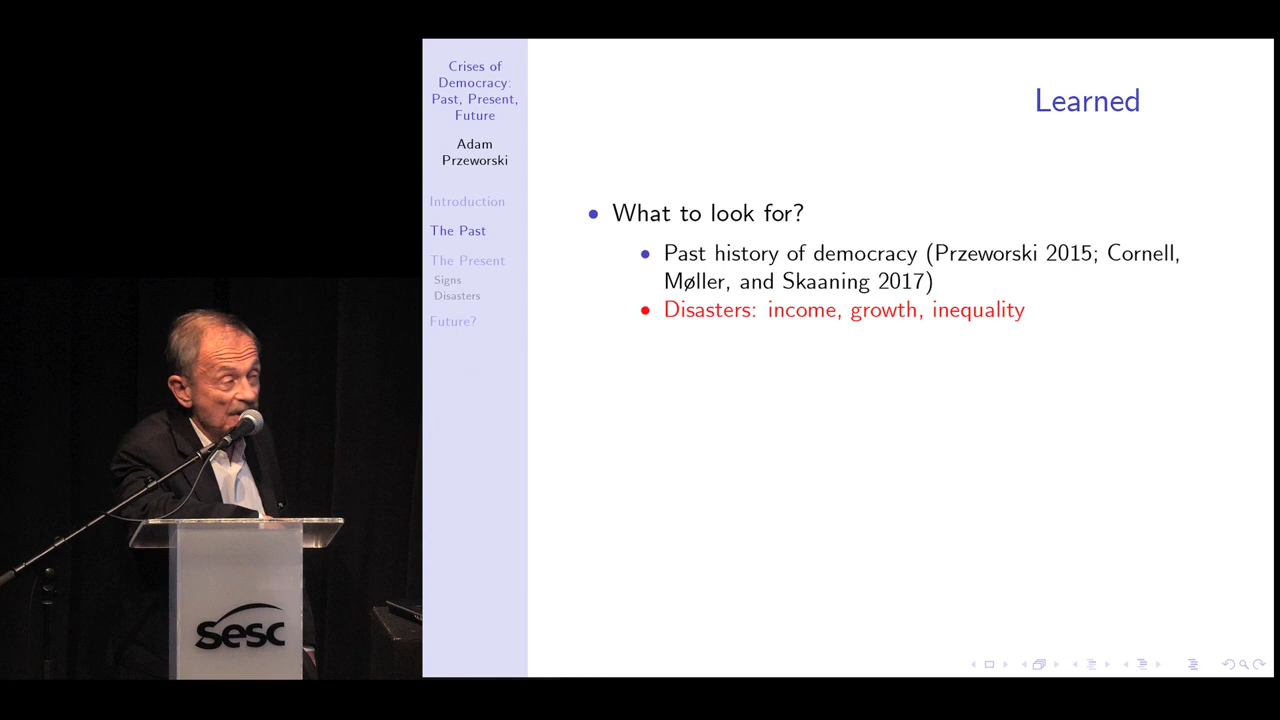 Crises of
Democracy:
Past, Present,
Future
Adam
Przeworski
Introduction
The Past
The Present
Signs
Disasters
Future?
Learned
• What to look for?
• Past history of democracy (Przeworski 2015; Cornell,
Møller, and Skaaning 2017)
• Disasters: income, growth, inequality
sesc